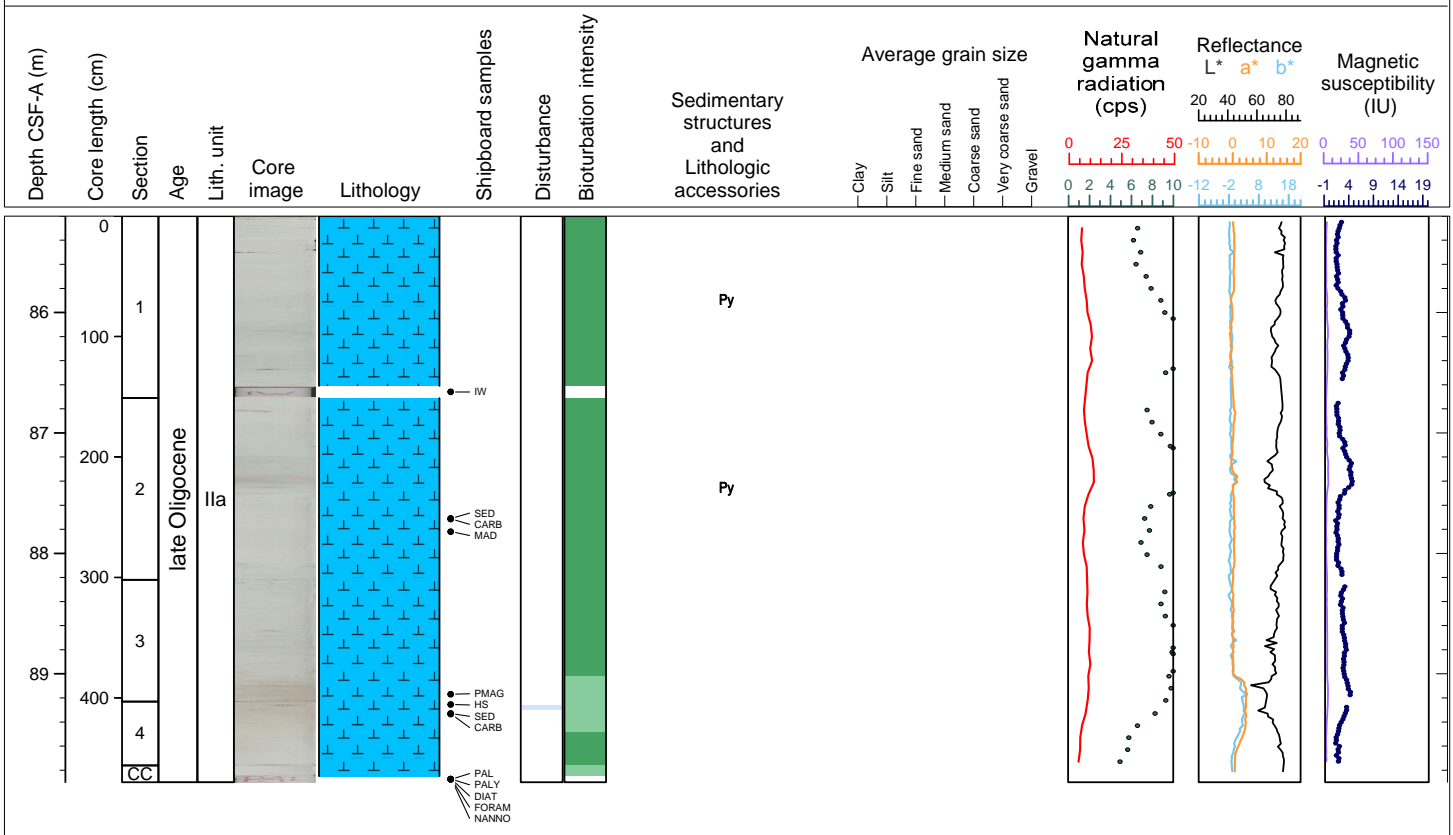 Depth CSF-A (m)
Core length (cm)
Section
Age
Lith. unit
Core
image
Lithology
Shipboard samples
Disturbance
Bioturbation intensity
Sedimentary
structures
and
Lithologic
accessories
Average grain size
Clay
Silt
Fine sand
Medium sand
Coarse sand
Very coarse sand
Gravel
Natural
gamma
radiation
(cps)
0 25 50
0 2 4 6 8 10
Reflectance
L* a* b*
20 40 60 80
-10 0 10 20
-12 -2 8 18
Magnetic
susceptibility
(IU)
0 50 100 150
-1 4 9 14 19
86
87
88
89
0
100
200
300
400
1
2
3
4
CC
late Oligocene
IIa
IW
SED
CARB
MAD
PMAG
HS
SED
CARB
PAL
PALY
DIAT
FORAM
NANNO
Py
Py